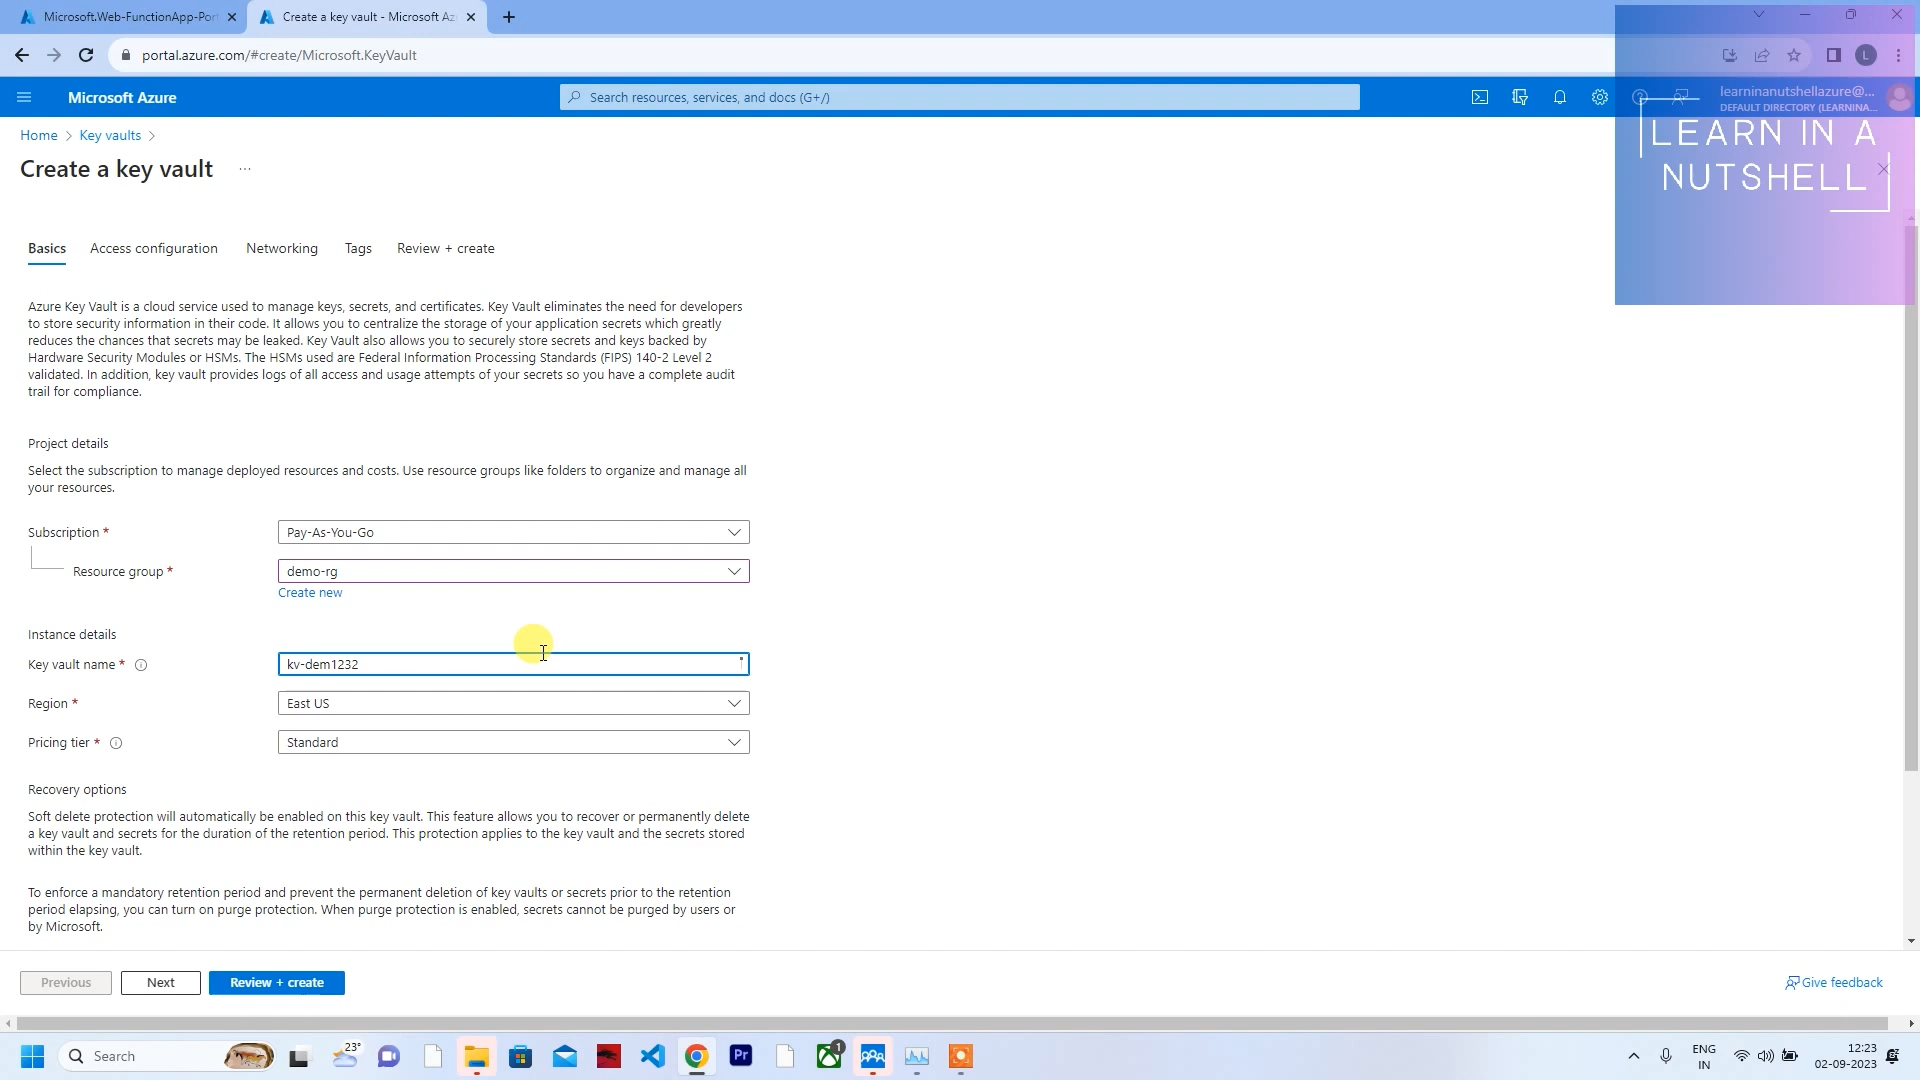 Microsoft.Web-FunctionApp-Por
Create a key vault - Microsoft Az
portal.azure.com/#create/Microsoft.KeyVault
L
Microsoft Azure
Search resources, services, and docs (G+/)
learninanutshellazure@...
DEFAULT DIRECTORY (LEARNINA...
LEARN IN A
NUTSHELL
Home > Key vaults >
Create a key vault ...
Basics
Access configuration
Networking
Tags
Review + create
Azure Key Vault is a cloud service used to manage keys, secrets, and certificates. Key Vault eliminates the need for developers
to store security information in their code. It allows you to centralize the storage of your application secrets which greatly
reduces the chances that secrets may be leaked. Key Vault also allows you to securely store secrets and keys backed by
Hardware Security Modules or HSMs. The HSMs used are Federal Information Processing Standards (FIPS) 140-2 Level 2
validated. In addition, key vault provides logs of all access and usage attempts of your secrets so you have a complete audit
trail for compliance.
Project details
Select the subscription to manage deployed resources and costs. Use resource groups like folders to organize and manage all
your resources.
Subscription *
Pay-As-You-Go
Resource group *
demo-rg
Create new
Instance details
Key vault name *
kv-dem1232
Region *
East US
Pricing tier *
Standard
Recovery options
Soft delete protection will automatically be enabled on this key vault. This feature allows you to recover or permanently delete
a key vault and secrets for the duration of the retention period. This protection applies to the key vault and the secrets stored
within the key vault.
To enforce a mandatory retention period and prevent the permanent deletion of key vaults or secrets prior to the retention
period elapsing, you can turn on purge protection. When purge protection is enabled, secrets cannot be purged by users or
by Microsoft.
Previous
Next
Review + create
Give feedback
Search
23°
Pr
1
ENG
IN
12:23
02-09-2023